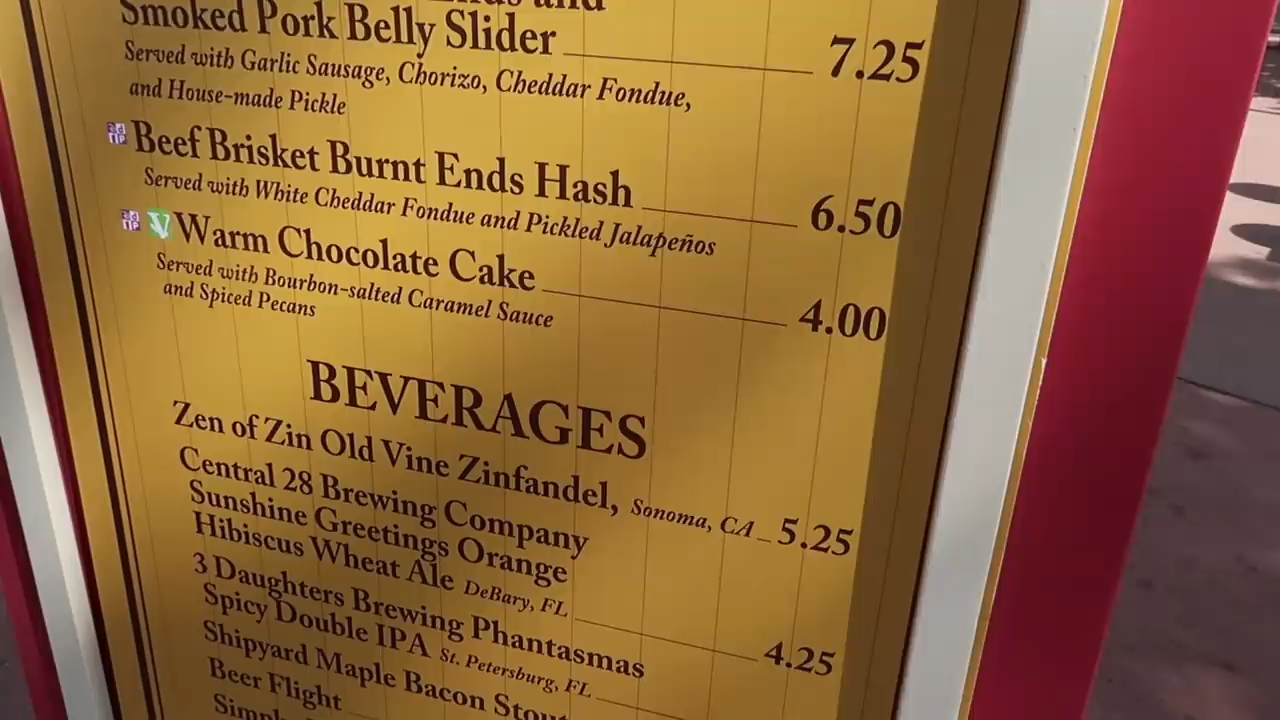 Smoked Pork Belly Slider 7.25
Served with Garlic Sausage, Chorizo, Cheddar Fondue,
and House-made Pickle
Beef Brisket Burnt Ends Hash 6.50
Served with White Cheddar Fondue and Pickled Jalapeños
V Warm Chocolate Cake 4.00
Served with Bourbon-salted Caramel Sauce
and Spiced Pecans
BEVERAGES
Zen of Zin Old Vine Zinfandel, Sonoma, CA 5.25
Central 28 Brewing Company
Sunshine Greetings Orange
Hibiscus Wheat Ale DeBary, FL 4.25
3 Daughters Brewing Phantasmas
Spicy Double IPA St. Petersburg, FL
Shipyard Maple Bacon Stout
Beer Flight